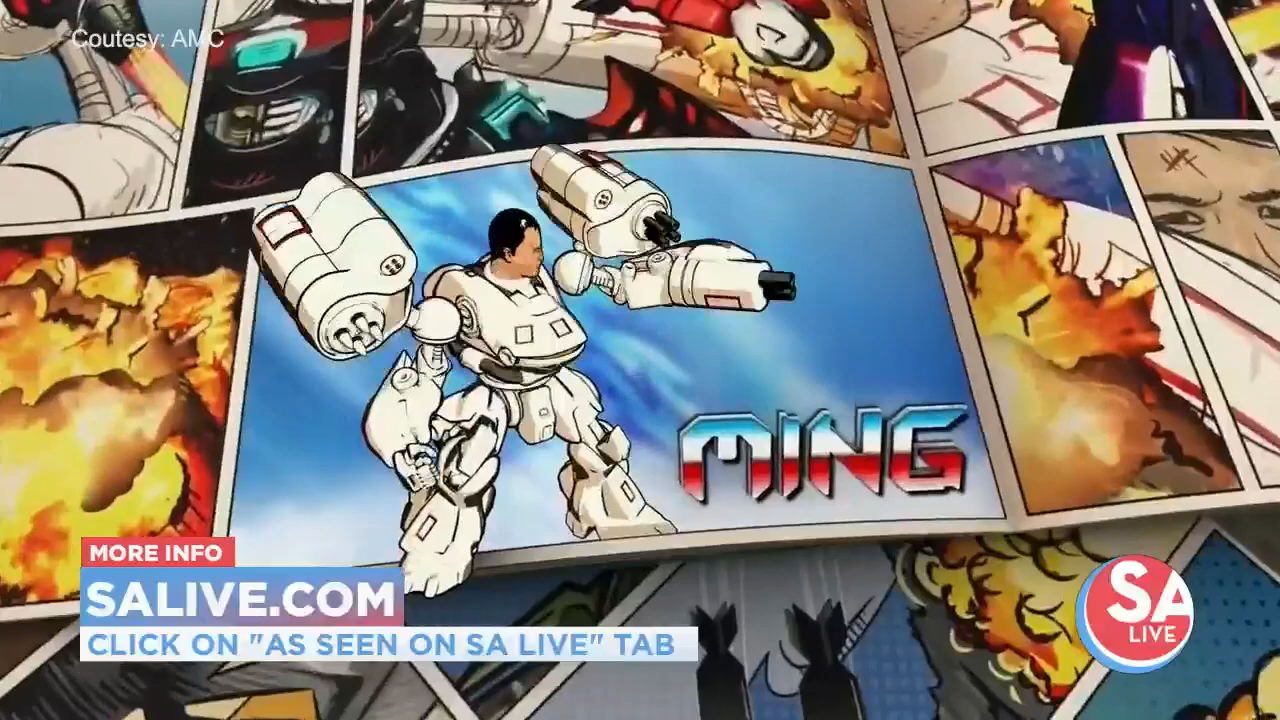 Coutesy: AMC
MING
MORE INFO
SALIVE.COM
CLICK ON "AS SEEN ON SA LIVE" TAB
SA
LIVE